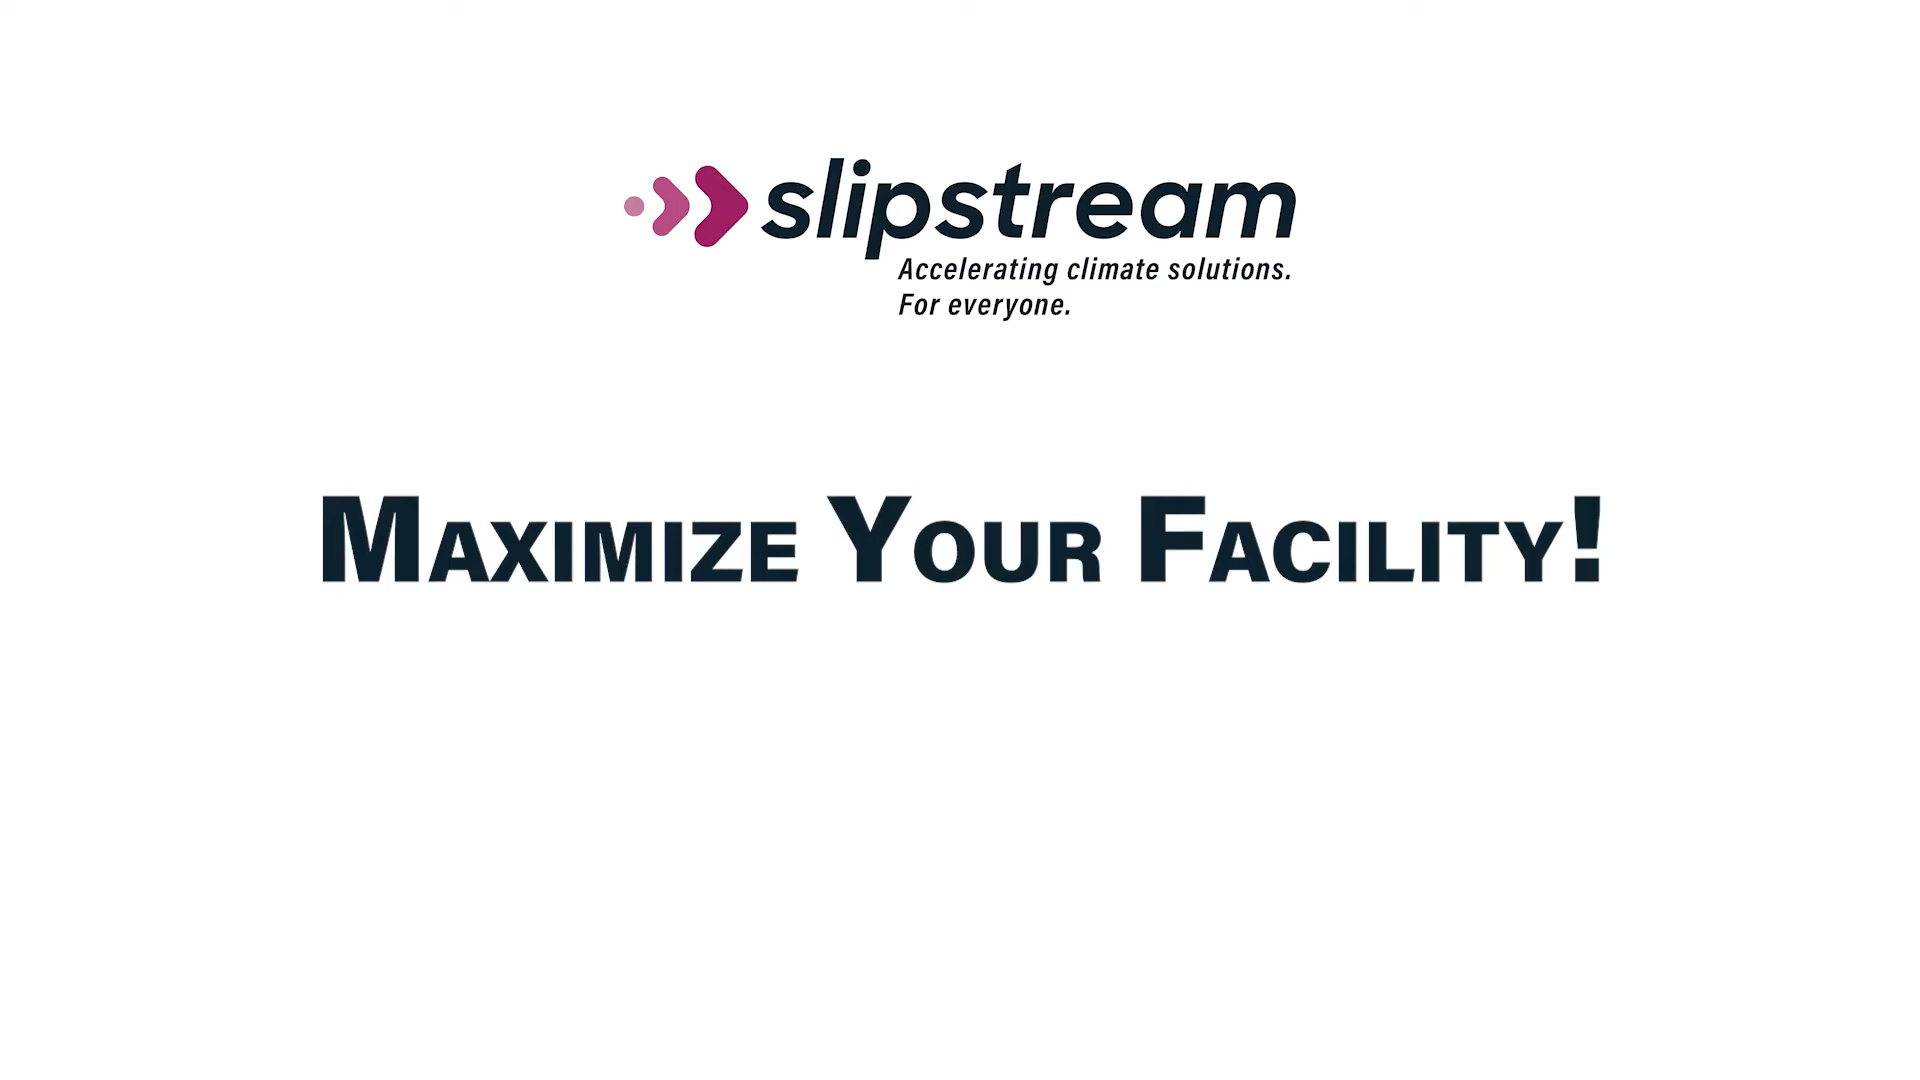 slipstream
Accelerating climate solutions.
For everyone.
Maximize Your Facility!